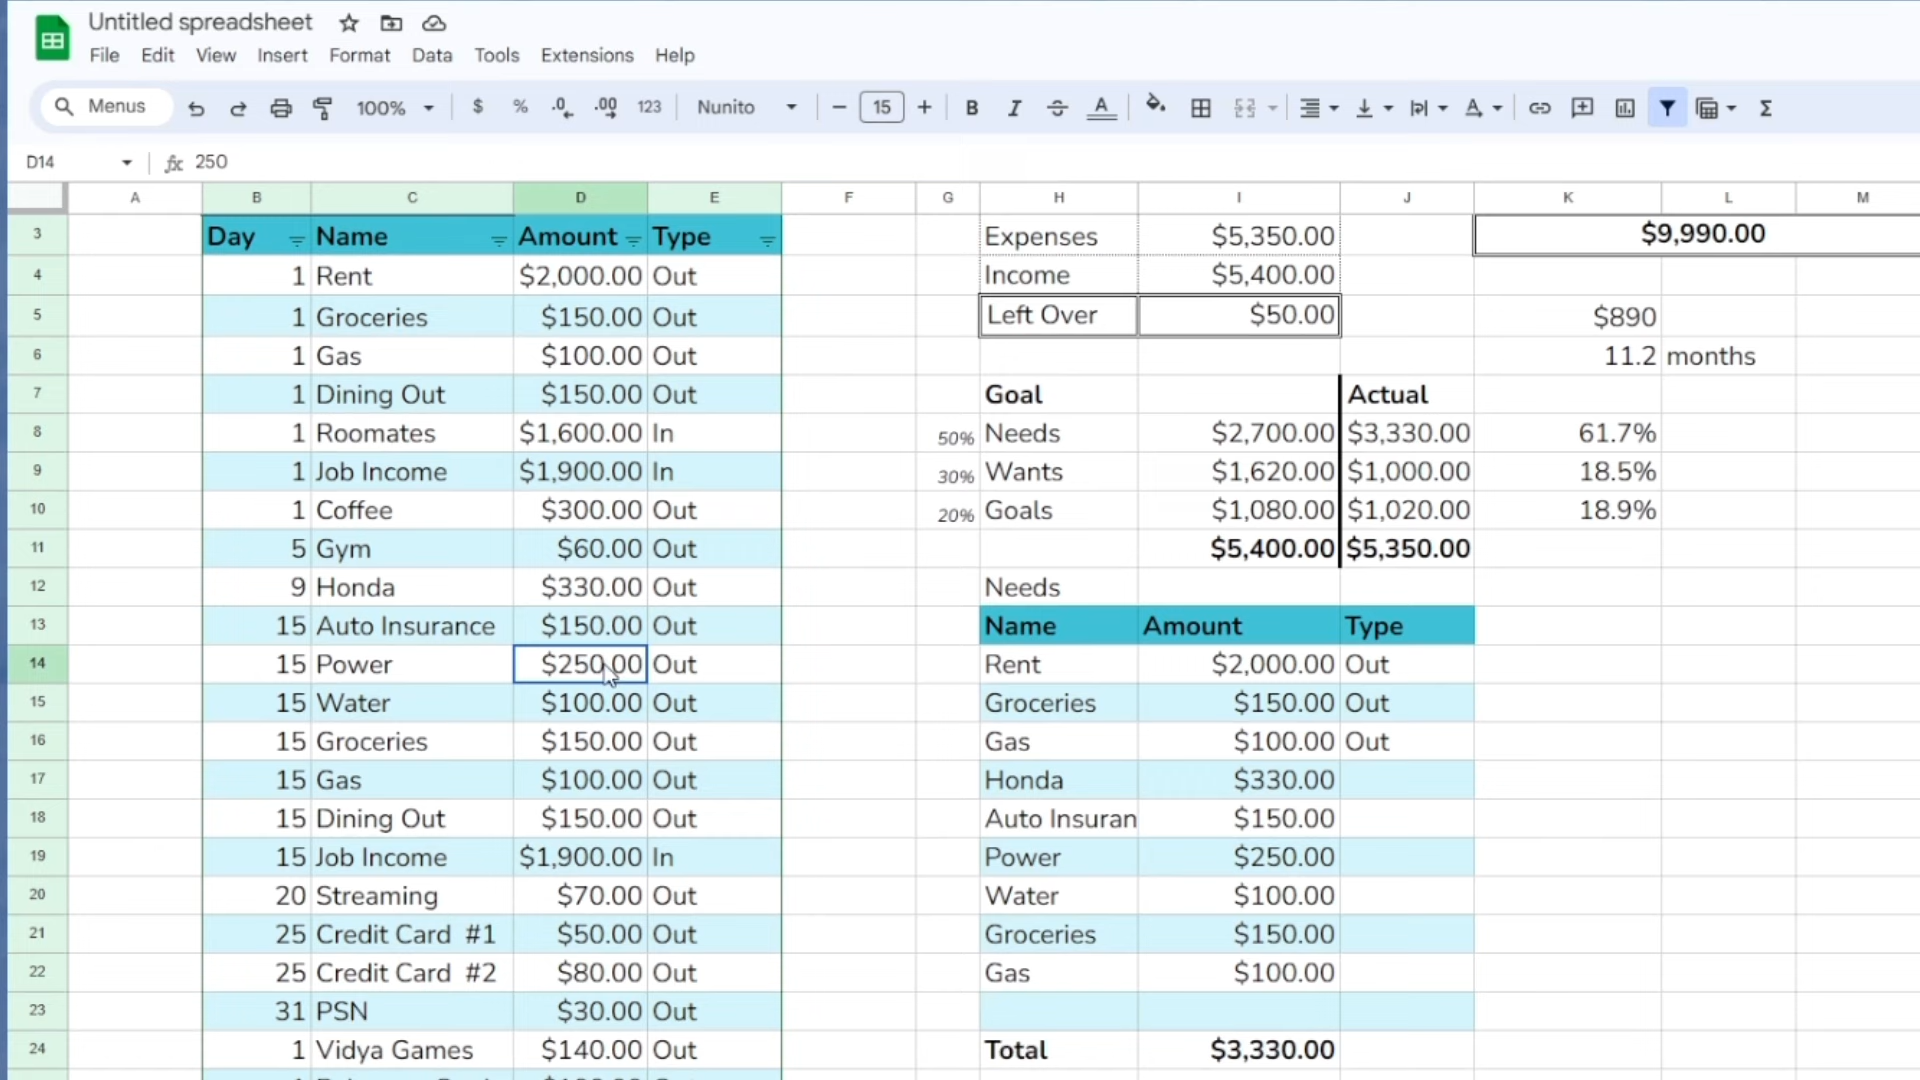 Untitled spreadsheet
File Edit View Insert Format Data Tools Extensions Help
Menus 100% $ % .0 .00 123 Nunito 15 B I A
D14 fx 250
A B C D E F G H I J K L M
3 Day Name Amount Type Expenses $5,350.00 $9,990.00
4 1 Rent $2,000.00 Out Income $5,400.00
5 1 Groceries $150.00 Out Left Over $50.00 $890
6 1 Gas $100.00 Out 11.2 months
7 1 Dining Out $150.00 Out Goal Actual
8 1 Roomates $1,600.00 In 50% Needs $2,700.00 $3,330.00 61.7%
9 1 Job Income $1,900.00 In 30% Wants $1,620.00 $1,000.00 18.5%
10 1 Coffee $300.00 Out 20% Goals $1,080.00 $1,020.00 18.9%
11 5 Gym $60.00 Out $5,400.00 $5,350.00
12 9 Honda $330.00 Out Needs
13 15 Auto Insurance $150.00 Out Name Amount Type
14 15 Power $250.00 Out Rent $2,000.00 Out
15 15 Water $100.00 Out Groceries $150.00 Out
16 15 Groceries $150.00 Out Gas $100.00 Out
17 15 Gas $100.00 Out Honda $330.00
18 15 Dining Out $150.00 Out Auto Insuran $150.00
19 15 Job Income $1,900.00 In Power $250.00
20 20 Streaming $70.00 Out Water $100.00
21 25 Credit Card #1 $50.00 Out Groceries $150.00
22 25 Credit Card #2 $80.00 Out Gas $100.00
23 31 PSN $30.00 Out
24 1 Vidya Games $140.00 Out Total $3,330.00